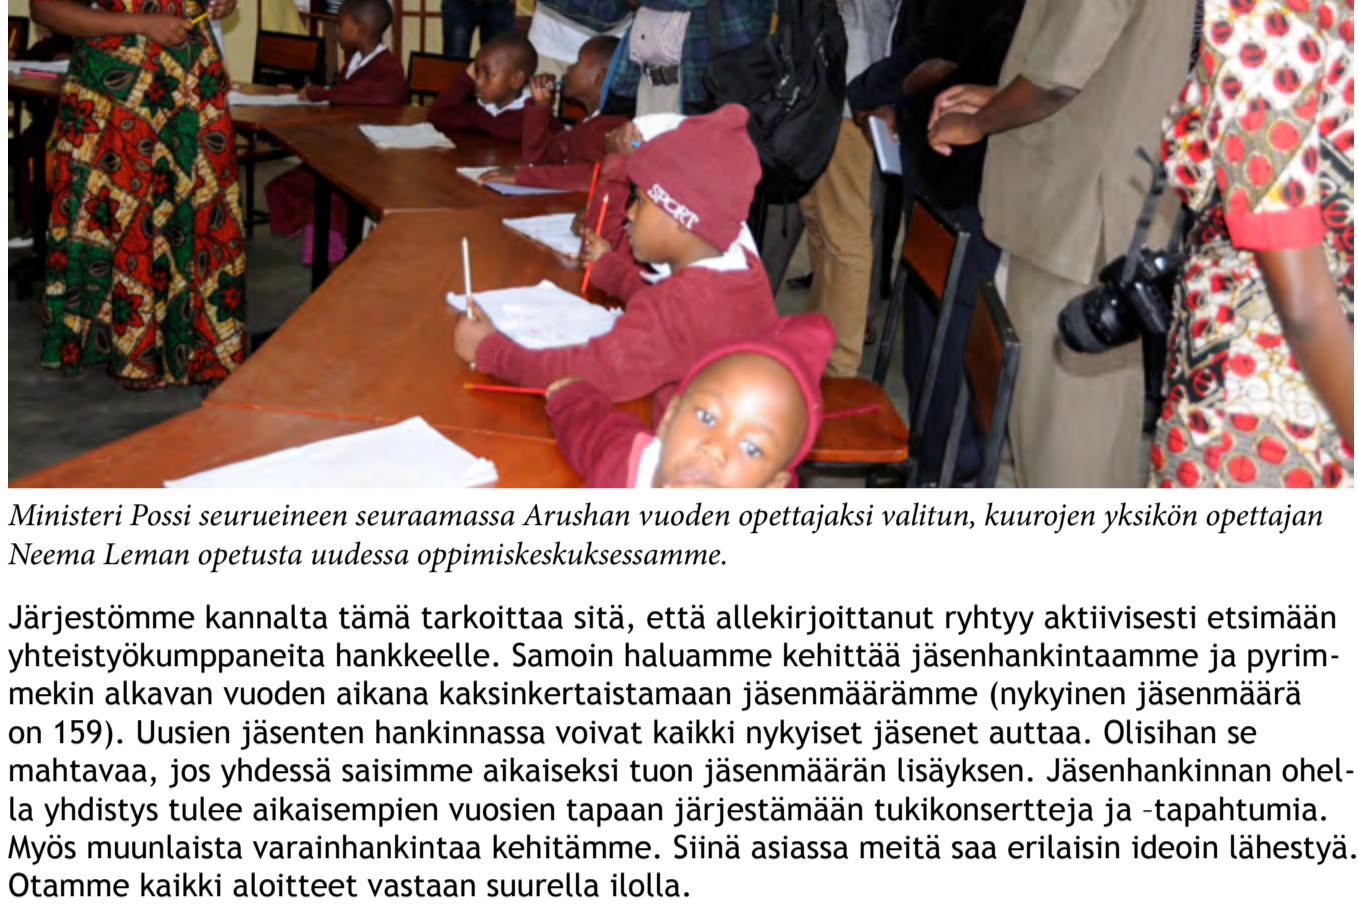 SPORT
Ministeri Possi seurueineen seuraamassa Arushan vuoden opettajaksi valitun, kuurojen yksikön opettajan
Neema Leman opetusta uudessa oppimiskeskuksessamme.
Järjestömme kannalta tämä tarkoittaa sitä, että allekirjoittanut ryhtyy aktiivisesti etsimään
yhteistyökumppaneita hankkeelle. Samoin haluamme kehittää jäsenhankintaamme ja pyrim-
mekin alkavan vuoden aikana kaksinkertaistamaan jäsenmäärämme (nykyinen jäsenmäärä
on 159). Uusien jäsenten hankinnassa voivat kaikki nykyiset jäsenet auttaa. Olisihan se
mahtavaa, jos yhdessä saisimme aikaiseksi tuon jäsenmäärän lisäyksen. Jäsenhankinnan ohel-
la yhdistys tulee aikaisempien vuosien tapaan järjestämään tukikonsertteja ja -tapahtumia.
Myös muunlaista varainhankintaa kehitämme. Siinä asiassa meitä saa erilaisin ideoin lähestyä.
Otamme kaikki aloitteet vastaan suurella ilolla.